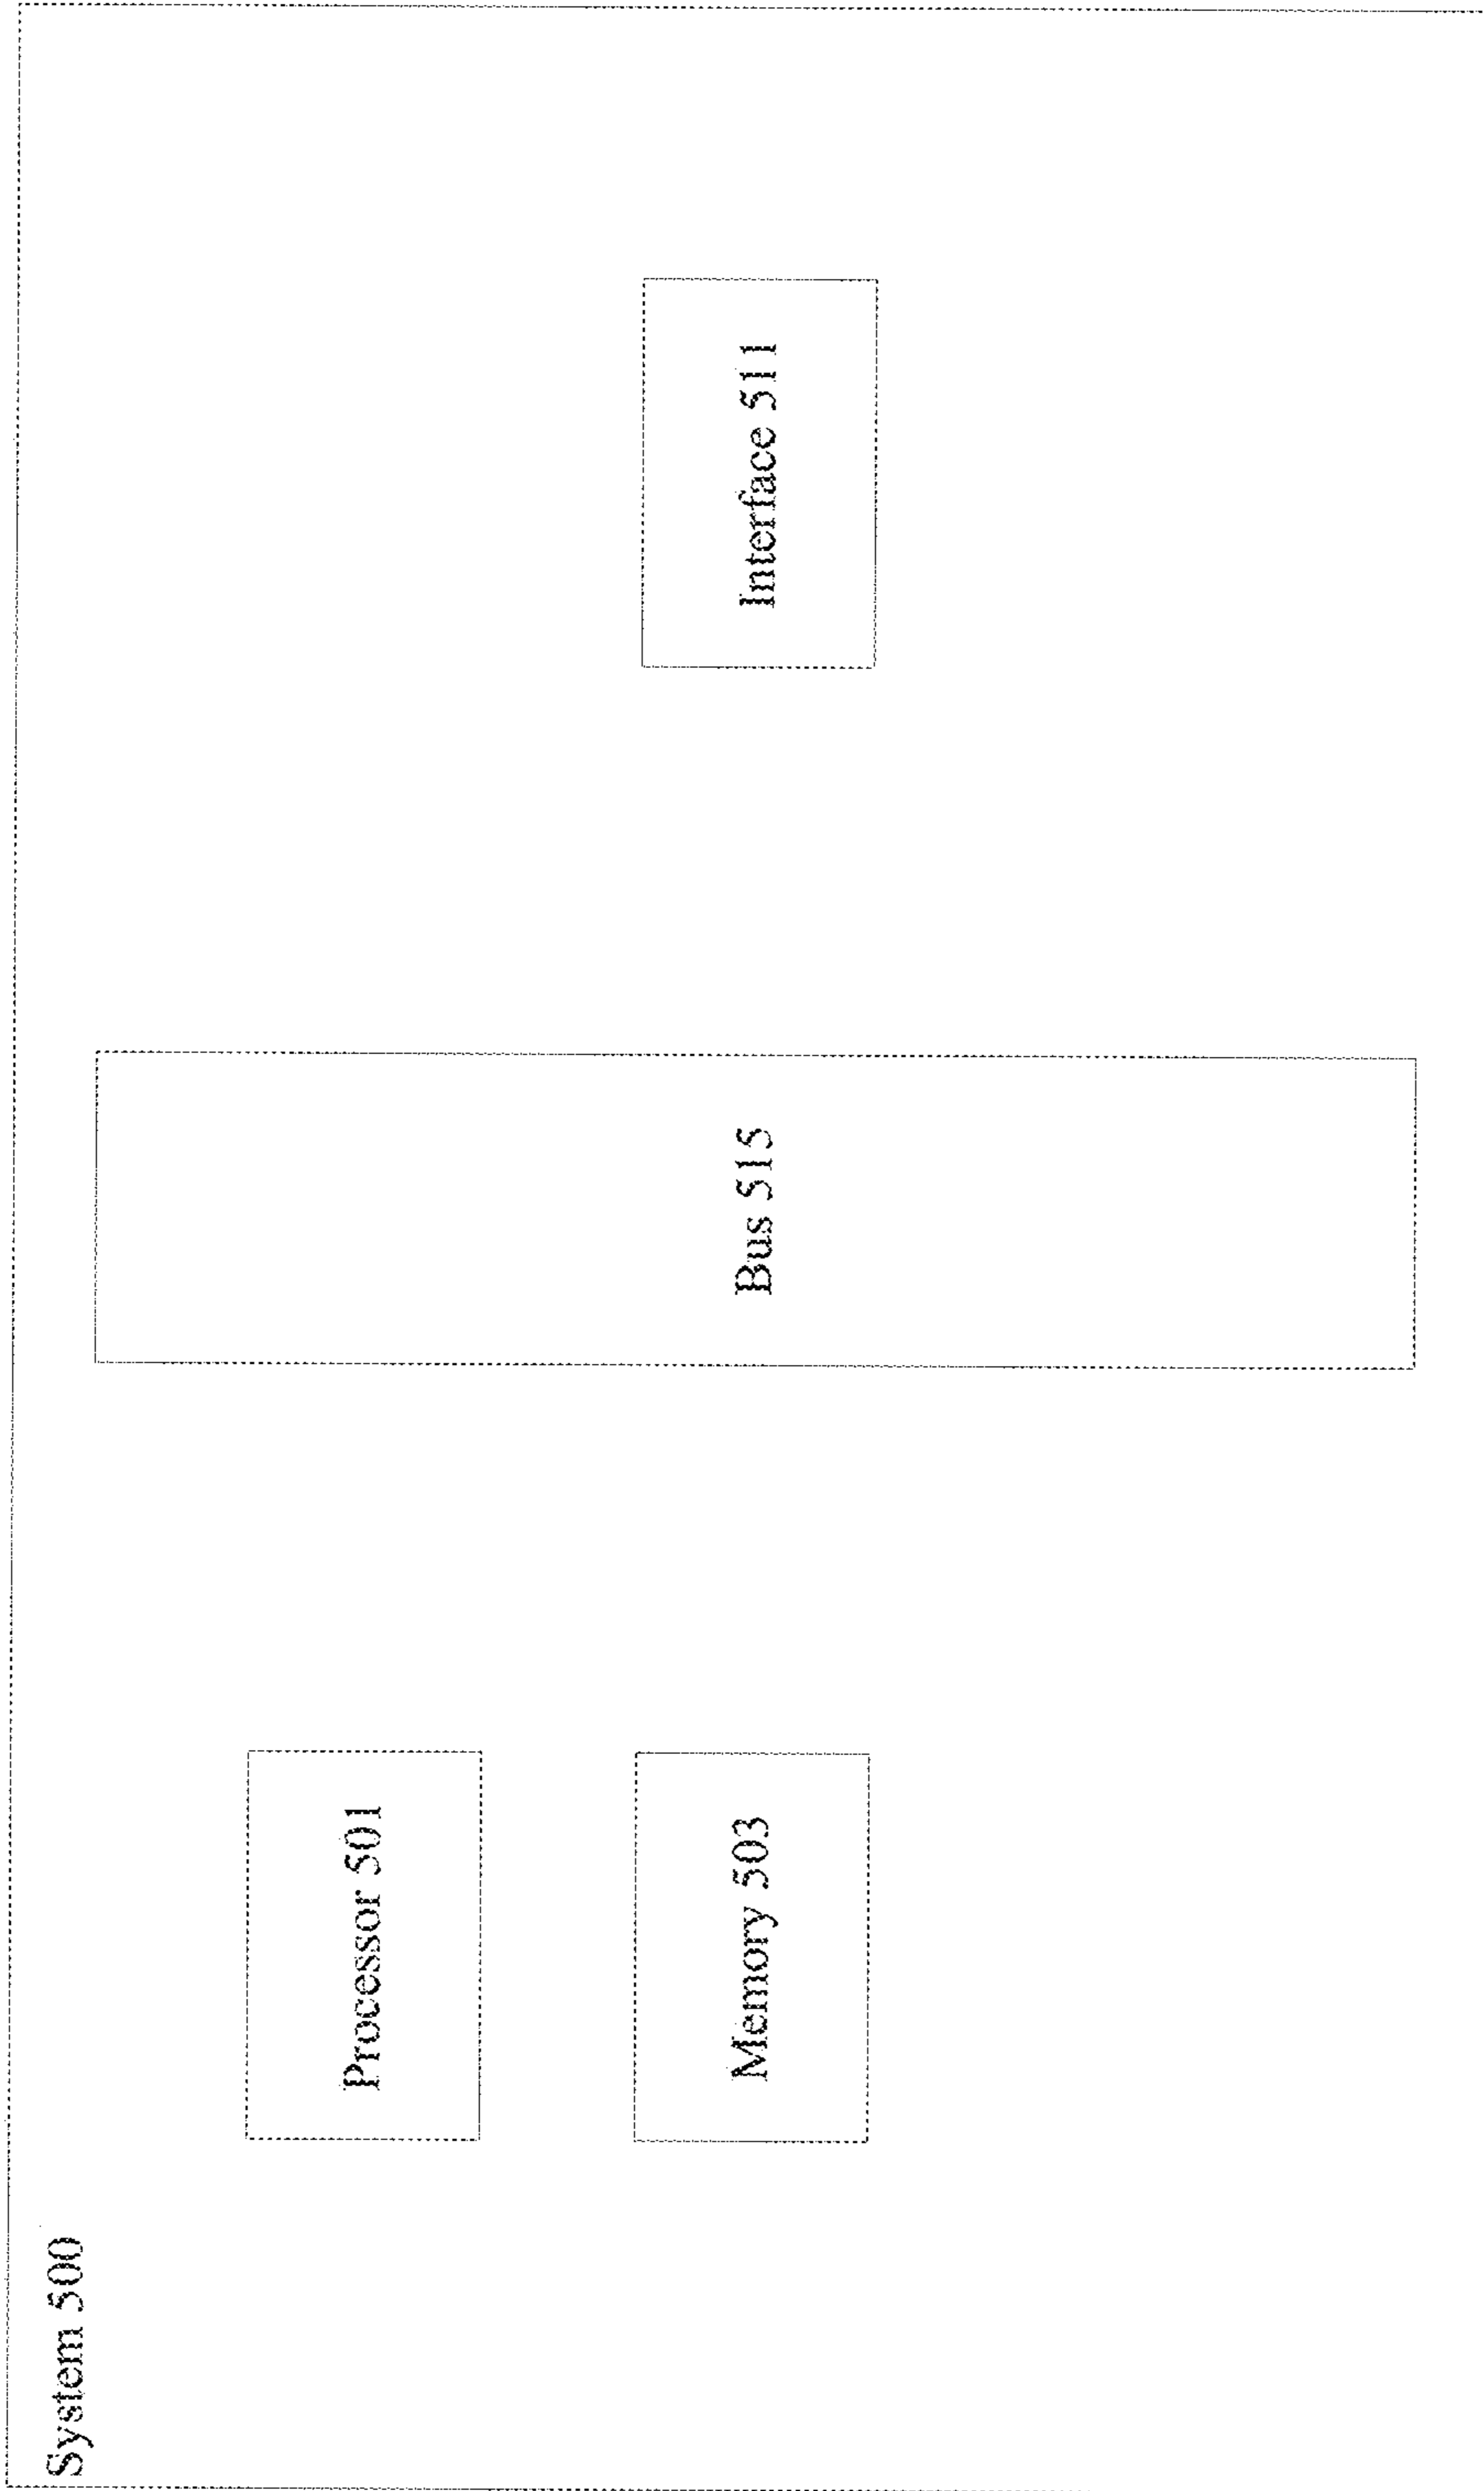 System 500
Processor 501
Memory 503
Bus 515
Interface 511